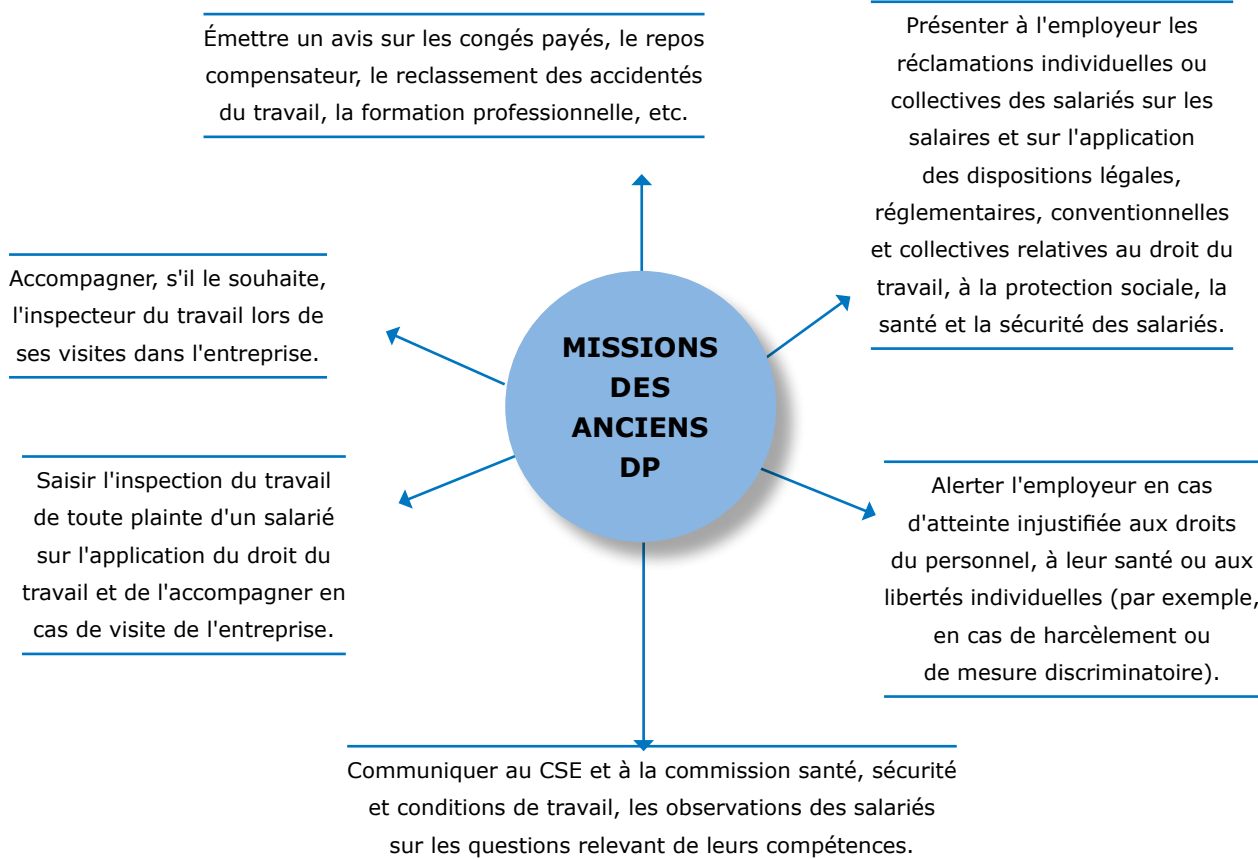 Émettre un avis sur les congés payés, le repos
compensateur, le reclassement des accidentés
du travail, la formation professionnelle, etc.
Présenter à l'employeur les
réclamations individuelles ou
collectives des salariés sur les
salaires et sur l'application
des dispositions légales,
réglementaires, conventionnelles
et collectives relatives au droit du
travail, à la protection sociale, la
santé et la sécurité des salariés.
Accompagner, s'il le souhaite,
l'inspecteur du travail lors de
ses visites dans l'entreprise.
MISSIONS
DES
ANCIENS
DP
Saisir l'inspection du travail
de toute plainte d'un salarié
sur l'application du droit du
travail et de l'accompagner en
cas de visite de l'entreprise.
Alerter l'employeur en cas
d'atteinte injustifiée aux droits
du personnel, à leur santé ou aux
libertés individuelles (par exemple,
en cas de harcèlement ou
de mesure discriminatoire).
Communiquer au CSE et à la commission santé, sécurité
et conditions de travail, les observations des salariés
sur les questions relevant de leurs compétences.